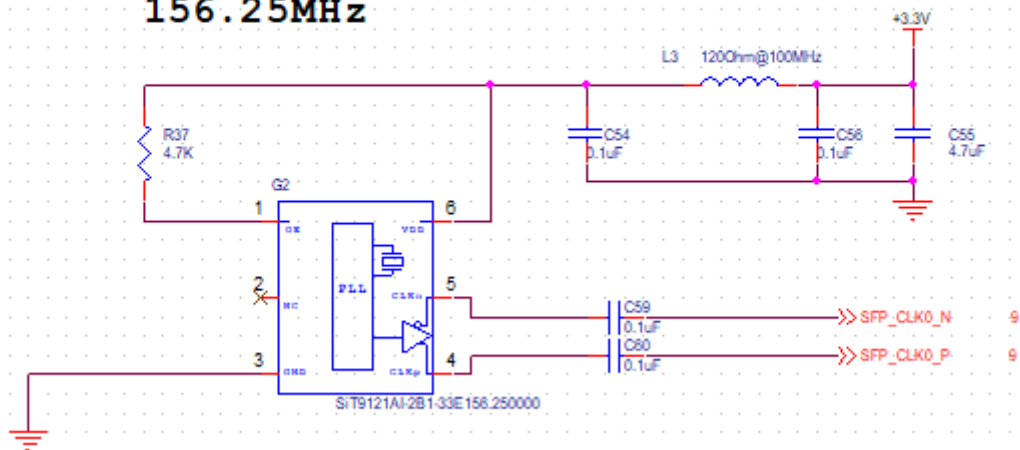 156.25MHz
+3.3V
L3 120Ohm@100MHz
R37
4.7K
C54
0.1uF
C56
0.1uF
C55
4.7uF
G2
1
OE
6
VDD
2
NC
PLL
5
CLKn
3
GND
4
CLKp
C59
0.1uF
SFP_CLK0_N 9
C60
0.1uF
SFP_CLK0_P 9
SiT9121AI-2B1-33E156.250000